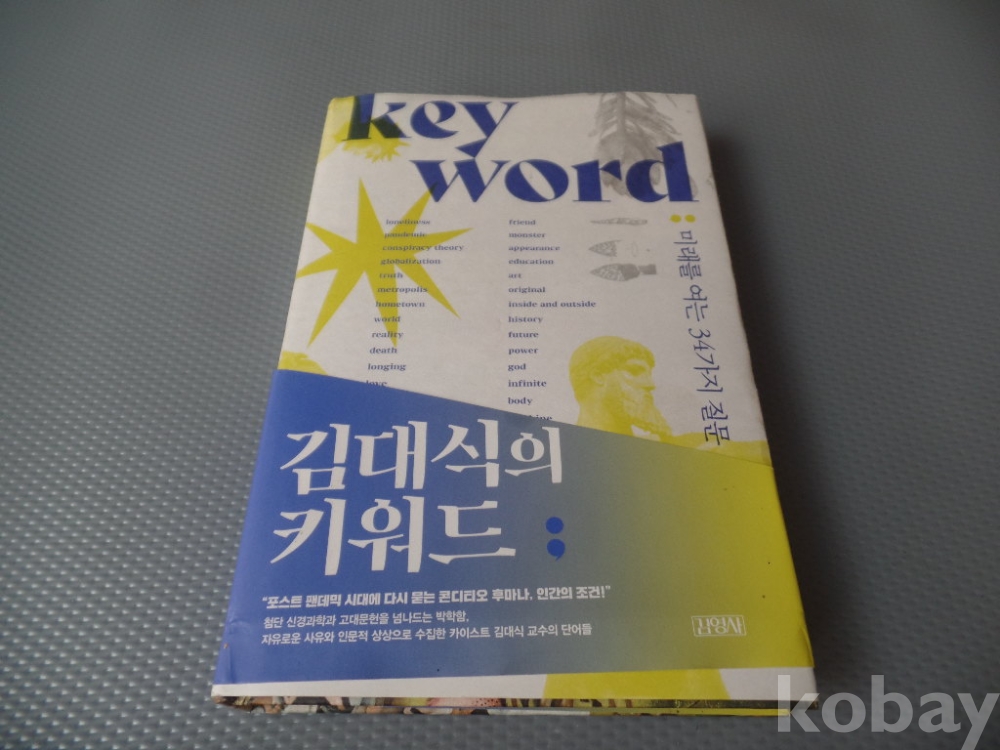 key
word
미래를 여는 34가지 질문
loneliness
pandemic
conspiracy theory
globalization
truth
metropolis
hometown
world
reality
death
longing
love
friend
monster
appearance
education
art
original
inside and outside
history
future
power
god
infinite
body
김대식의
키워드
"포스트 팬데믹 시대에 다시 묻는 콘디티오 후마나. 인간의 조건!"
첨단 신경과학과 고대문헌을 넘나드는 박학함,
자유로운 사유와 인문적 상상으로 수집한 카이스트 김대식 교수의 단어들
김영사
kobay